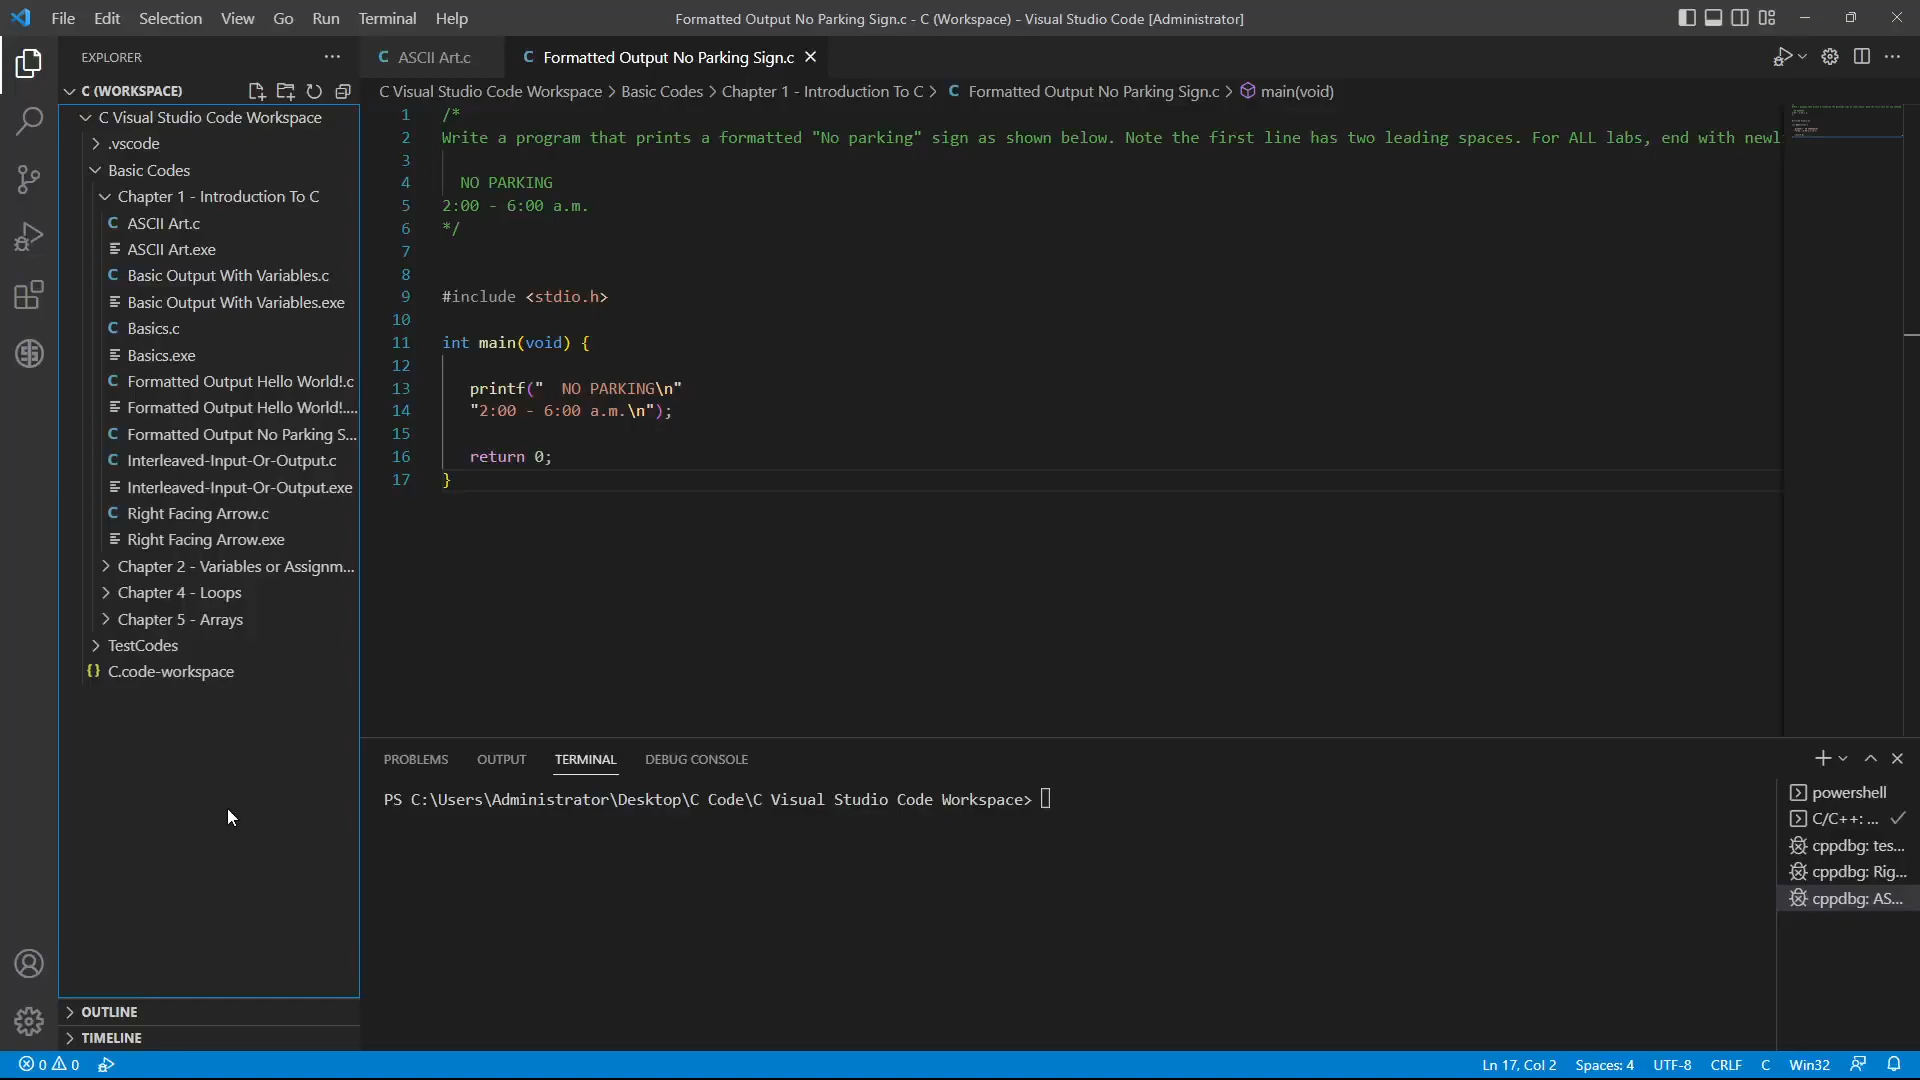 File Edit Selection View Go Run Terminal Help
Formatted Output No Parking Sign.c - C (Workspace) - Visual Studio Code [Administrator]
EXPLORER
C ASCII Art.c
C Formatted Output No Parking Sign.c
C (WORKSPACE)
C Visual Studio Code Workspace > Basic Codes > Chapter 1 - Introduction To C > C Formatted Output No Parking Sign.c > main(void)
C Visual Studio Code Workspace
.vscode
Basic Codes
Chapter 1 - Introduction To C
C ASCII Art.c
ASCII Art.exe
C Basic Output With Variables.c
Basic Output With Variables.exe
C Basics.c
Basics.exe
C Formatted Output Hello World!.c
Formatted Output Hello World!....
C Formatted Output No Parking S...
C Interleaved-Input-Or-Output.c
Interleaved-Input-Or-Output.exe
C Right Facing Arrow.c
Right Facing Arrow.exe
Chapter 2 - Variables or Assignm...
Chapter 4 - Loops
Chapter 5 - Arrays
TestCodes
{} C.code-workspace
OUTLINE
TIMELINE
1 /*
2 Write a program that prints a formatted "No parking" sign as shown below. Note the first line has two leading spaces. For ALL labs, end with newl
3
4   NO PARKING
5 2:00 - 6:00 a.m.
6 */
7
8
9 #include <stdio.h>
10
11 int main(void) {
12
13    printf("  NO PARKING\n"
14    "2:00 - 6:00 a.m.\n");
15
16    return 0;
17 }
PROBLEMS OUTPUT TERMINAL DEBUG CONSOLE
PS C:\Users\Administrator\Desktop\C Code\C Visual Studio Code Workspace>
powershell
C/C++: ...
cppdbg: tes...
cppdbg: Rig...
cppdbg: AS...
0 0
Ln 17, Col 2 Spaces: 4 UTF-8 CRLF C Win32